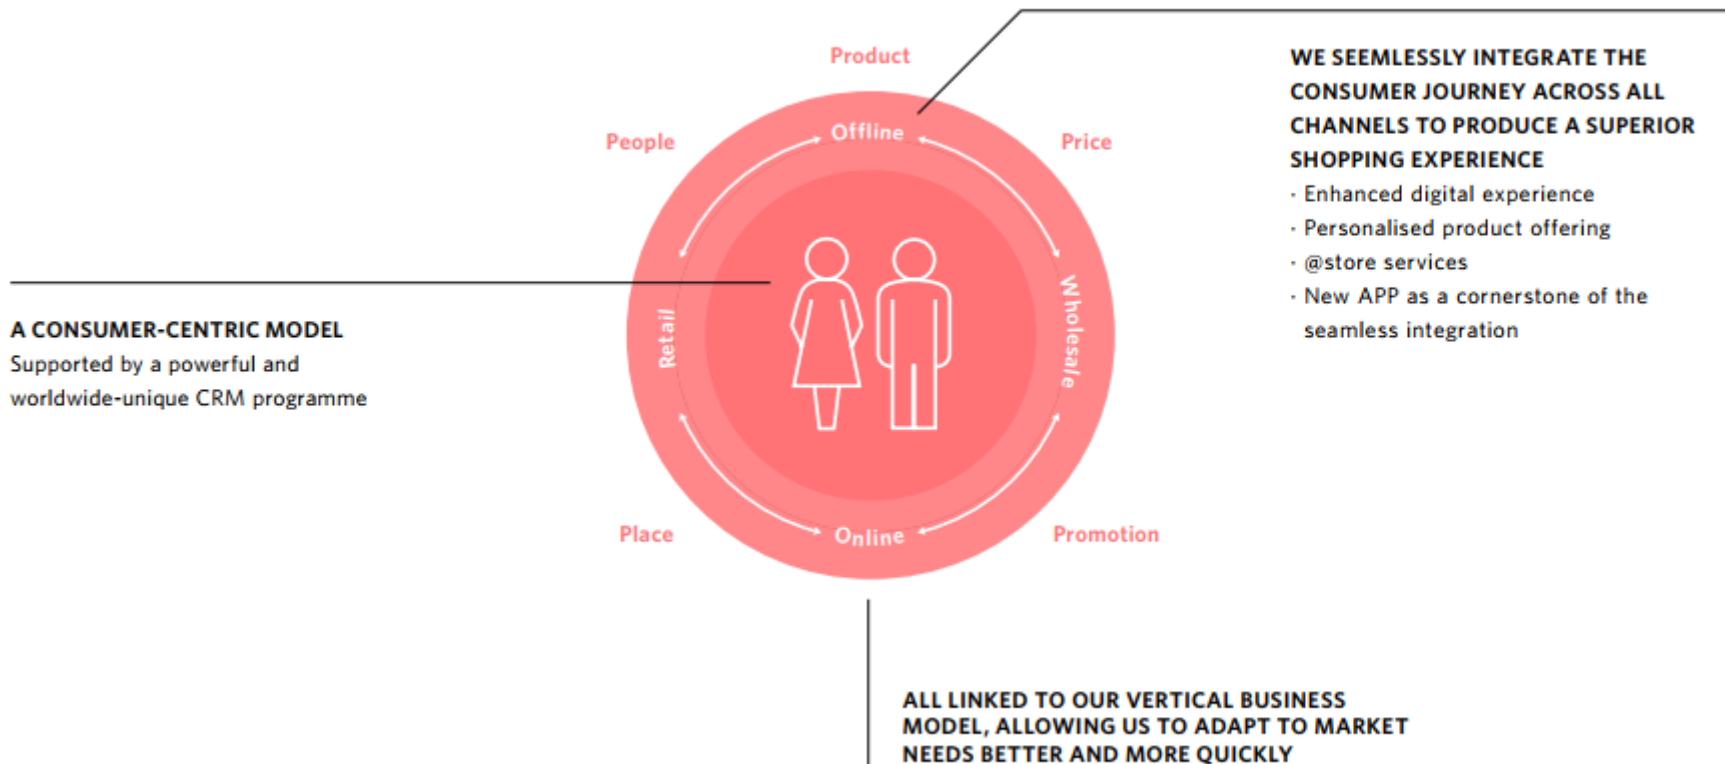 Product
People
Offline
Price
Retail
Wholesale
Place
Online
Promotion
WE SEEMLESSLY INTEGRATE THE
CONSUMER JOURNEY ACROSS ALL
CHANNELS TO PRODUCE A SUPERIOR
SHOPPING EXPERIENCE
· Enhanced digital experience
· Personalised product offering
· @store services
· New APP as a cornerstone of the
seamless integration
A CONSUMER-CENTRIC MODEL
Supported by a powerful and
worldwide-unique CRM programme
ALL LINKED TO OUR VERTICAL BUSINESS
MODEL, ALLOWING US TO ADAPT TO MARKET
NEEDS BETTER AND MORE QUICKLY